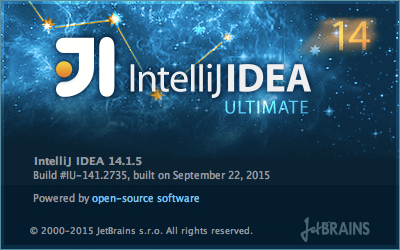 14
IntelliJ IDEA
ULTIMATE
IntelliJ IDEA 14.1.5
Build #IU-141.2735, built on September 22, 2015
Powered by open-source software
© 2000-2015 JetBrains s.r.o. All rights reserved.
JetBRAINS